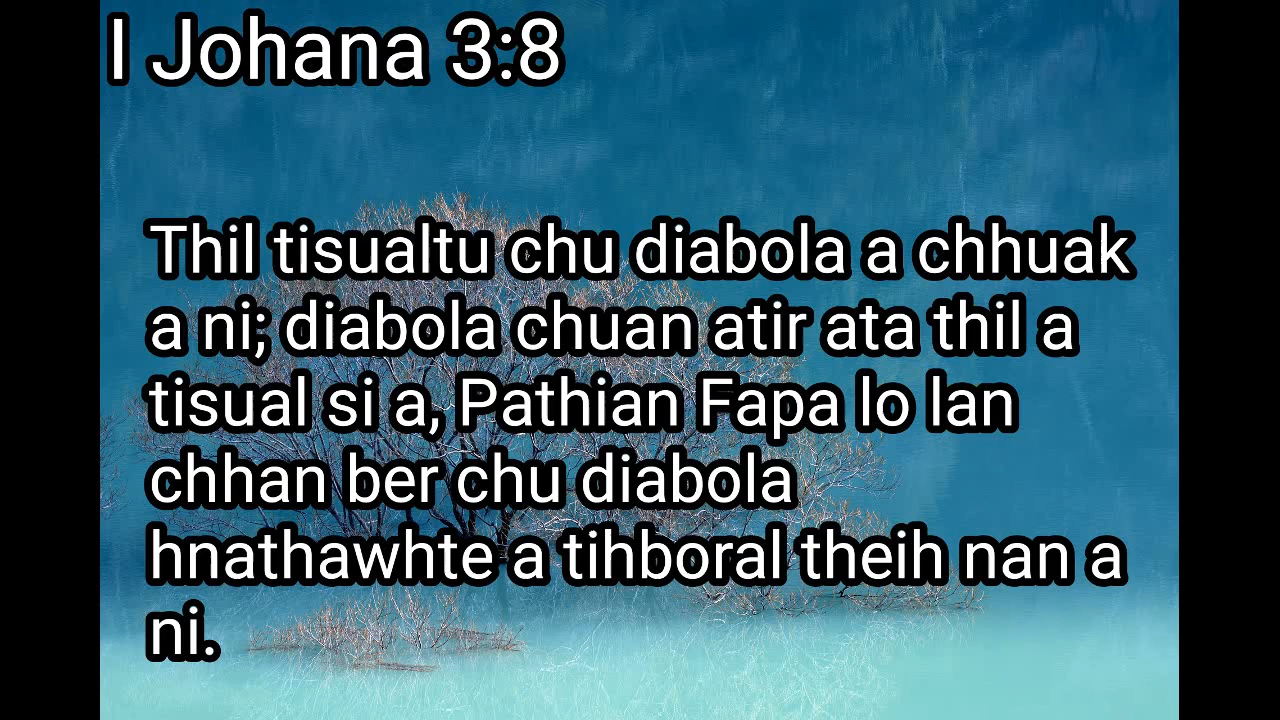 I Johana 3:8
Thil tisualtu chu diabola a chhuak
a ni; diabola chuan atir ata thil a
tisual si a, Pathian Fapa lo lan
chhan ber chu diabola
hnathawhte a tihboral theih nan a
ni.